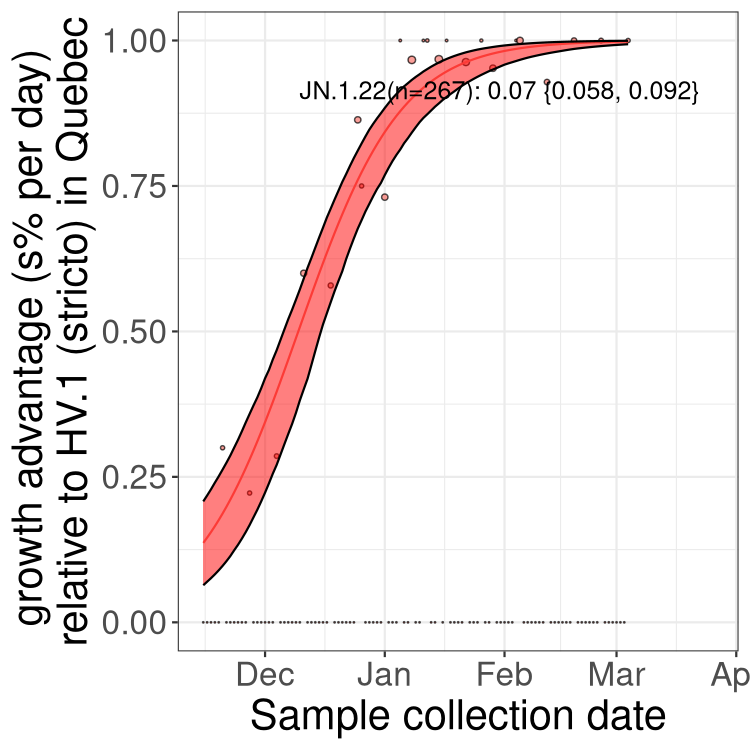 growth advantage (s% per day)
relative to HV.1 (stricto) in Quebec
1.00
0.75
0.50
0.25
0.00
JN.1.22(n=267): 0.07 {0.058, 0.092}
Dec Jan Feb Mar Ap
Sample collection date